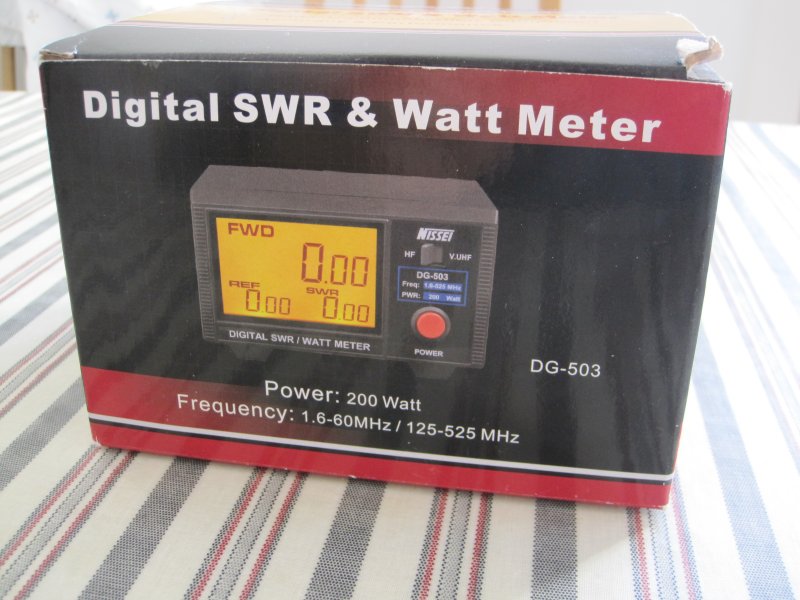 Digital SWR & Watt Meter
FWD
0.00
REF
0.00
SWR
0.00
DIGITAL SWR / WATT METER
NISSEI
HF V.UHF
DG-503
Freq: 1.6-525 MHz
PWR: 200 Watt
POWER
DG-503
Power: 200 Watt
Frequency: 1.6-60MHz / 125-525 MHz